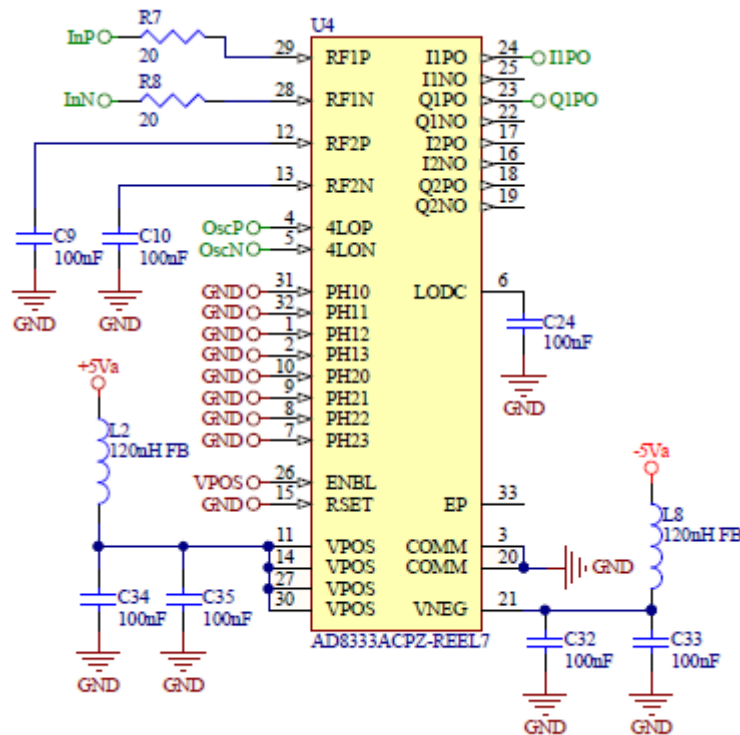 U4
InP R7 20 29 RF1P I1PO 24 I1PO
I1NO 25
InN R8 20 28 RF1N Q1PO 23 Q1PO
Q1NO 22
12 RF2P I2PO 17
I2NO 16
13 RF2N Q2PO 18
Q2NO 19
OscP 4 4LOP
OscN 5 4LON
C9 100nF
C10 100nF
GND
GND
GND 31 PH10 LODC 6
GND 32 PH11
GND 1 PH12
GND 2 PH13
GND 10 PH20
GND 9 PH21
GND 8 PH22
GND 7 PH23
C24
100nF
GND
+5Va
L2
120nH FB
VPOS 26 ENBL
GND 15 RSET EP 33
-5Va
L8
120nH FB
11 VPOS COMM 3
14 VPOS COMM 20 GND
27 VPOS
30 VPOS VNEG 21
AD8333ACPZ-REEL7
C34
100nF
GND
C35
100nF
GND
C32
100nF
GND
C33
100nF
GND